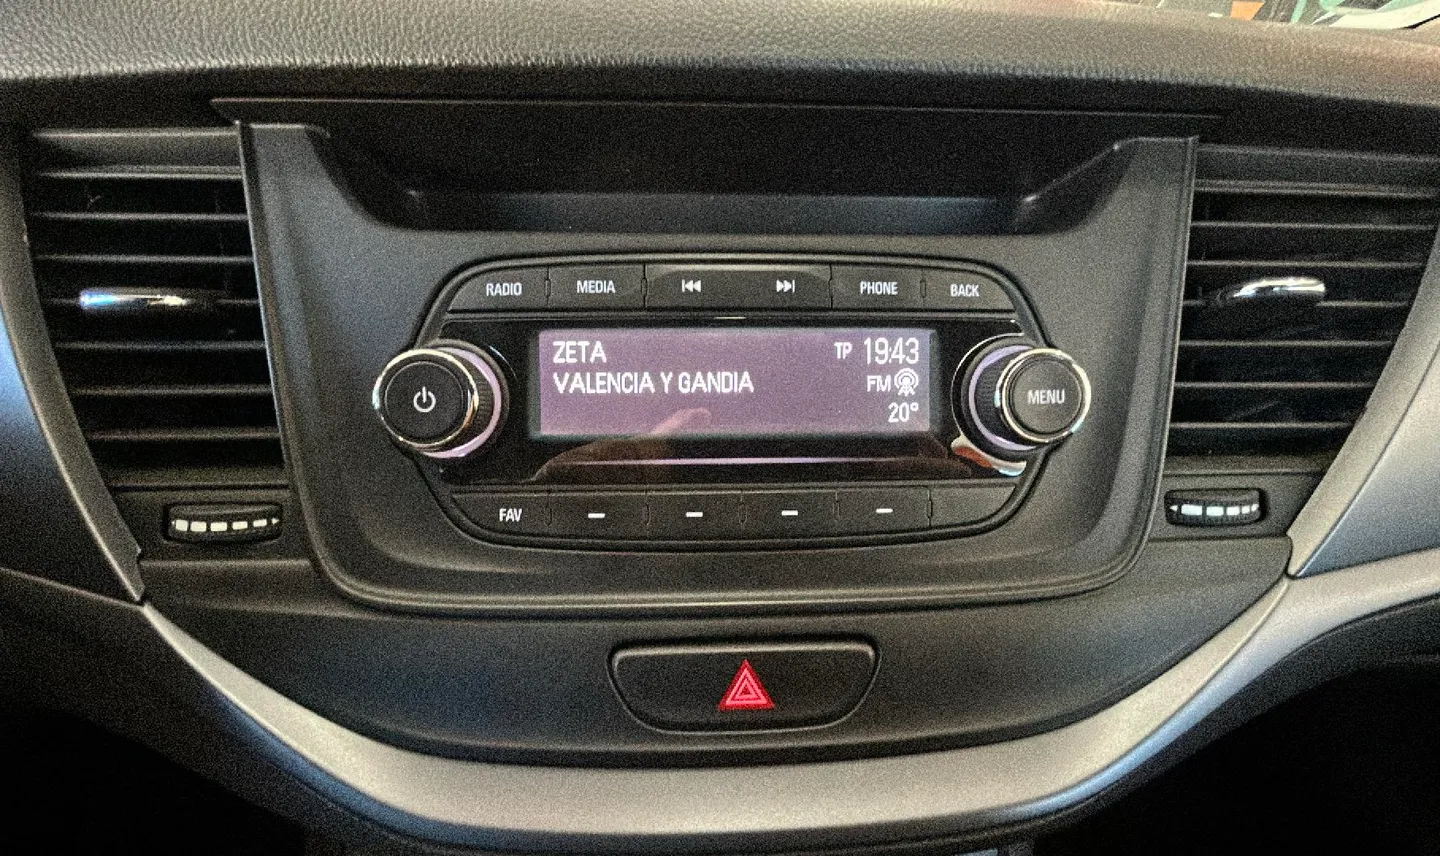 RADIO MEDIA PHONE BACK
ZETA TP 19:43
VALENCIA Y GANDIA FM
20°
MENU
FAV